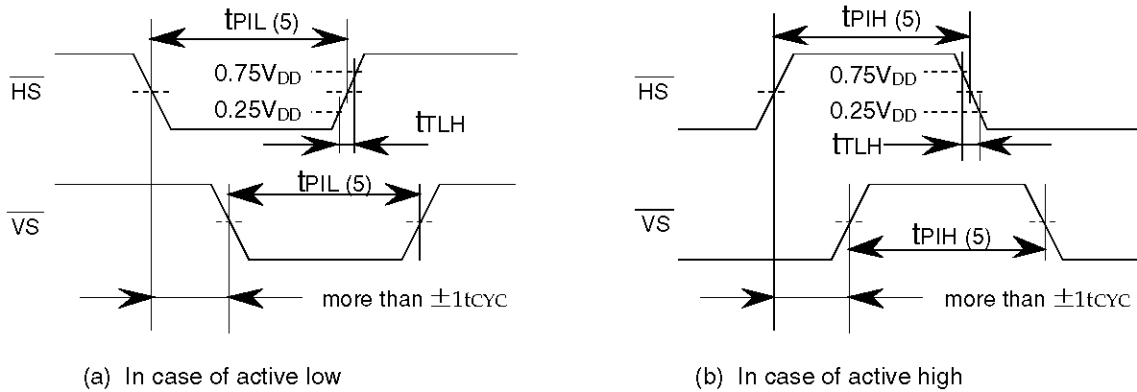 tPIL (5)
HS
0.75VDD
0.25VDD
tTLH
tPIL (5)
VS
more than ±1tCYC
(a) In case of active low
tPIH (5)
HS
0.75VDD
0.25VDD
tTLH
VS
tPIH (5)
more than ±1tCYC
(b) In case of active high